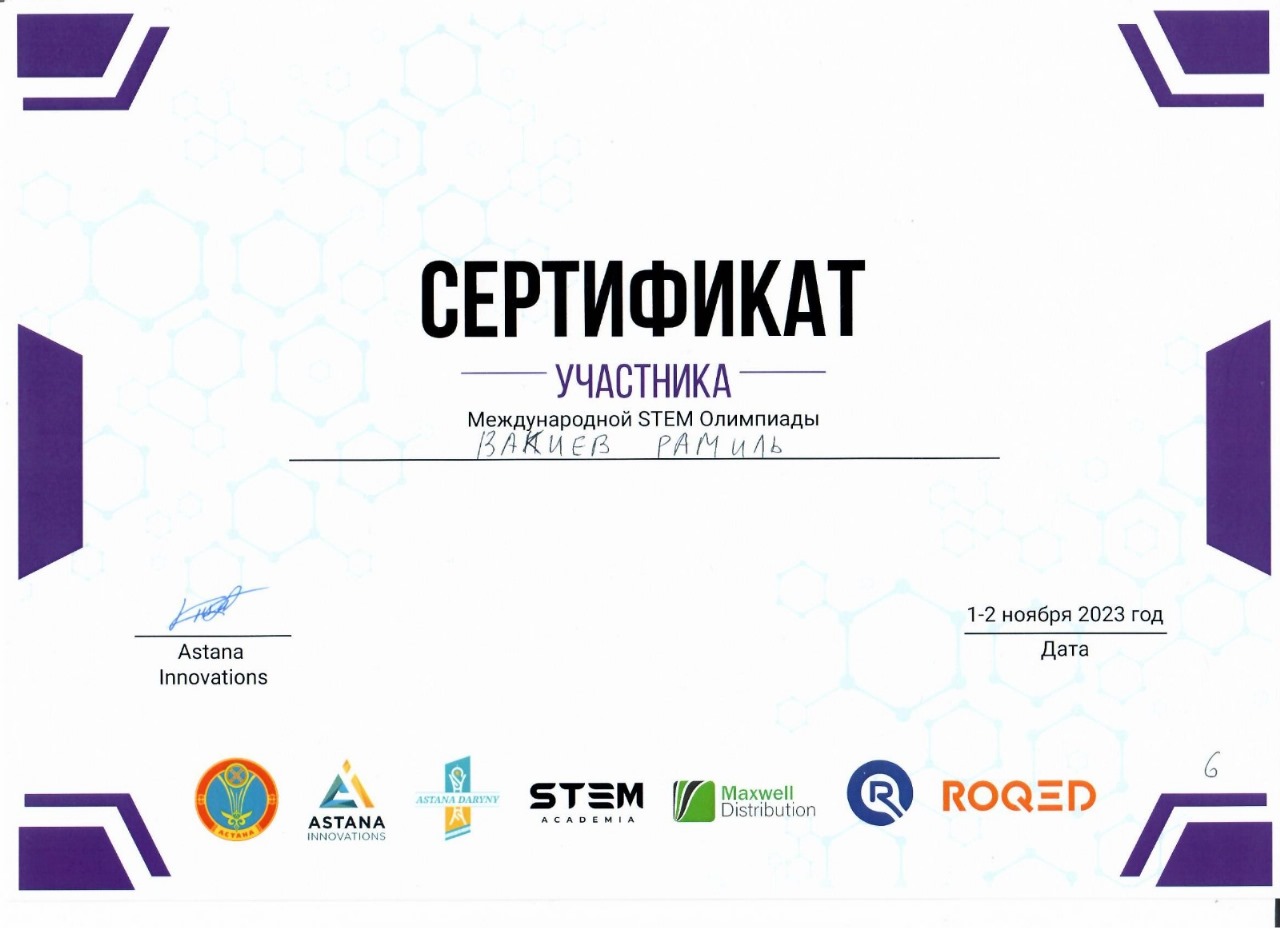 СЕРТИФИКАТ
УЧАСТНИКА
Международной STEM Олимпиады
РАМИЛЬ
Astana
Innovations
1-2 ноября 2023 год
Дата
6
АСТАНА
ASTANA
INNOVATIONS
ASTANA DARYNY
STEM
ACADEMIA
Maxwell
Distribution
R
ROQED